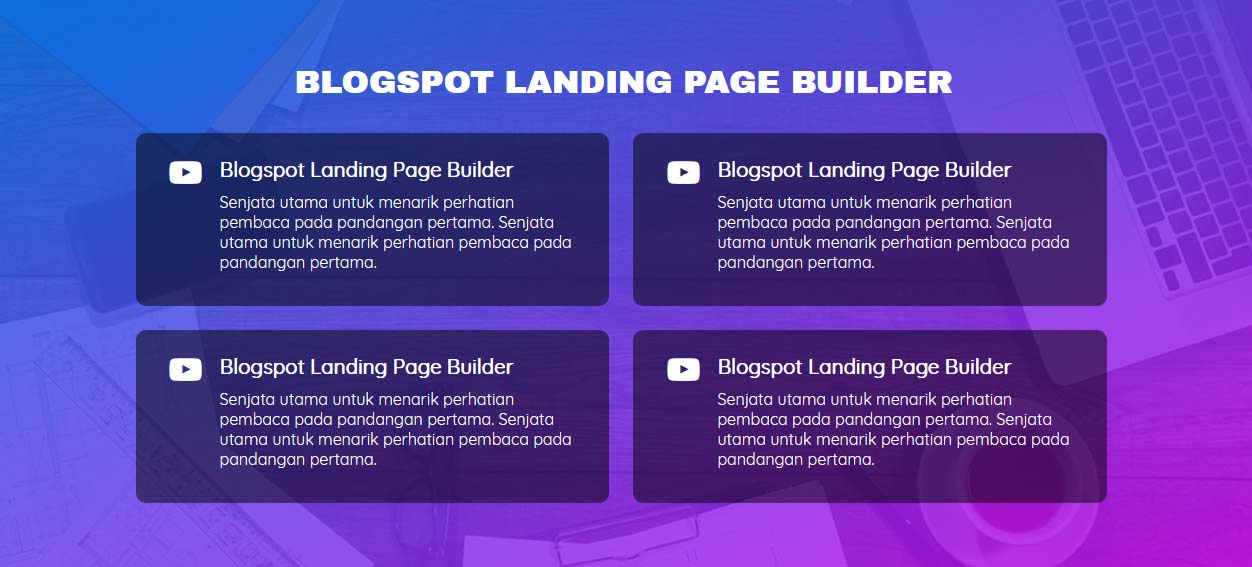 BLOGSPOT LANDING PAGE BUILDER
Blogspot Landing Page Builder
Senjata utama untuk menarik perhatian
pembaca pada pandangan pertama. Senjata
utama untuk menarik perhatian pembaca pada
pandangan pertama.
Blogspot Landing Page Builder
Senjata utama untuk menarik perhatian
pembaca pada pandangan pertama. Senjata
utama untuk menarik perhatian pembaca pada
pandangan pertama.
Blogspot Landing Page Builder
Senjata utama untuk menarik perhatian
pembaca pada pandangan pertama. Senjata
utama untuk menarik perhatian pembaca pada
pandangan pertama.
Blogspot Landing Page Builder
Senjata utama untuk menarik perhatian
pembaca pada pandangan pertama. Senjata
utama untuk menarik perhatian pembaca pada
pandangan pertama.